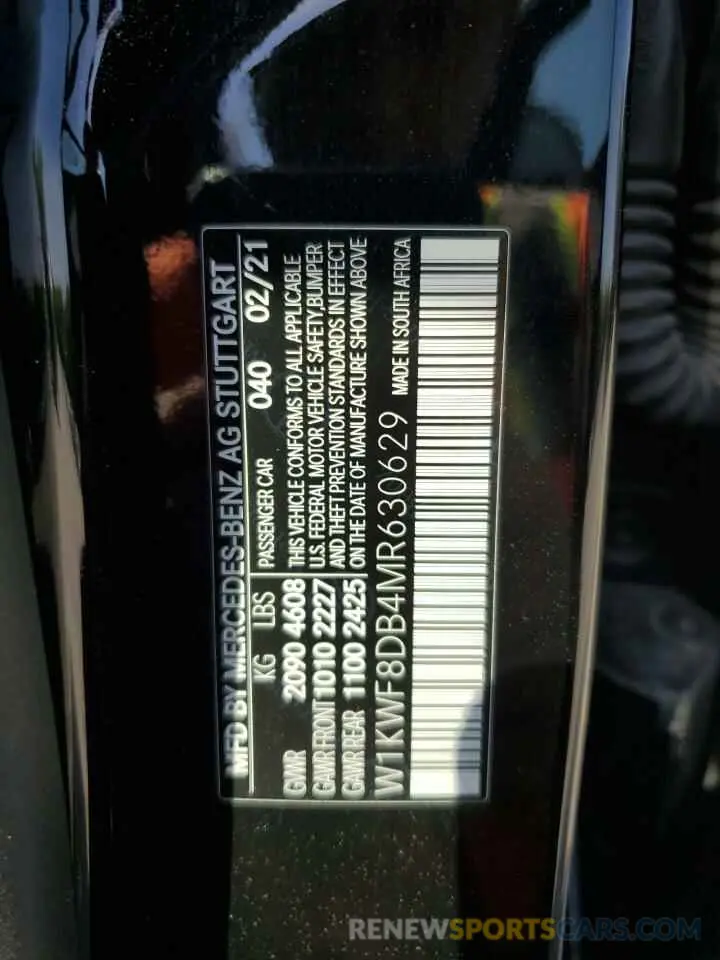 MFD BY MERCEDES-BENZ AG STUTTGART
KG LBS PASSENGER CAR 040 02/21
GWR 2090 4608 THIS VEHICLE CONFORMS TO ALL APPLICABLE
GAWR FRONT 1010 2227 U.S. FEDERAL MOTOR VEHICLE SAFETY, BUMPER
GAWR REAR 1100 2425 AND THEFT PREVENTION STANDARDS IN EFFECT
ON THE DATE OF MANUFACTURE SHOWN ABOVE
W1KWF8DB4MR630629 MADE IN SOUTH AFRICA
RENEWSPORTSCARS.COM